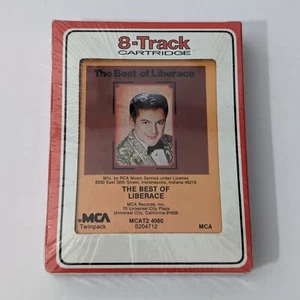 8-Track
CARTRIDGE
The Best of Liberace
Mfg. by RCA Music Service under License
6550 East 30th Street, Indianapolis, Indiana 46219
THE BEST OF
LIBERACE
MCA Records, Inc.
70 Universal City Plaza
Universal City, California 91608
MCA
Twinpack
MCAT2 4060
S204712
MCA